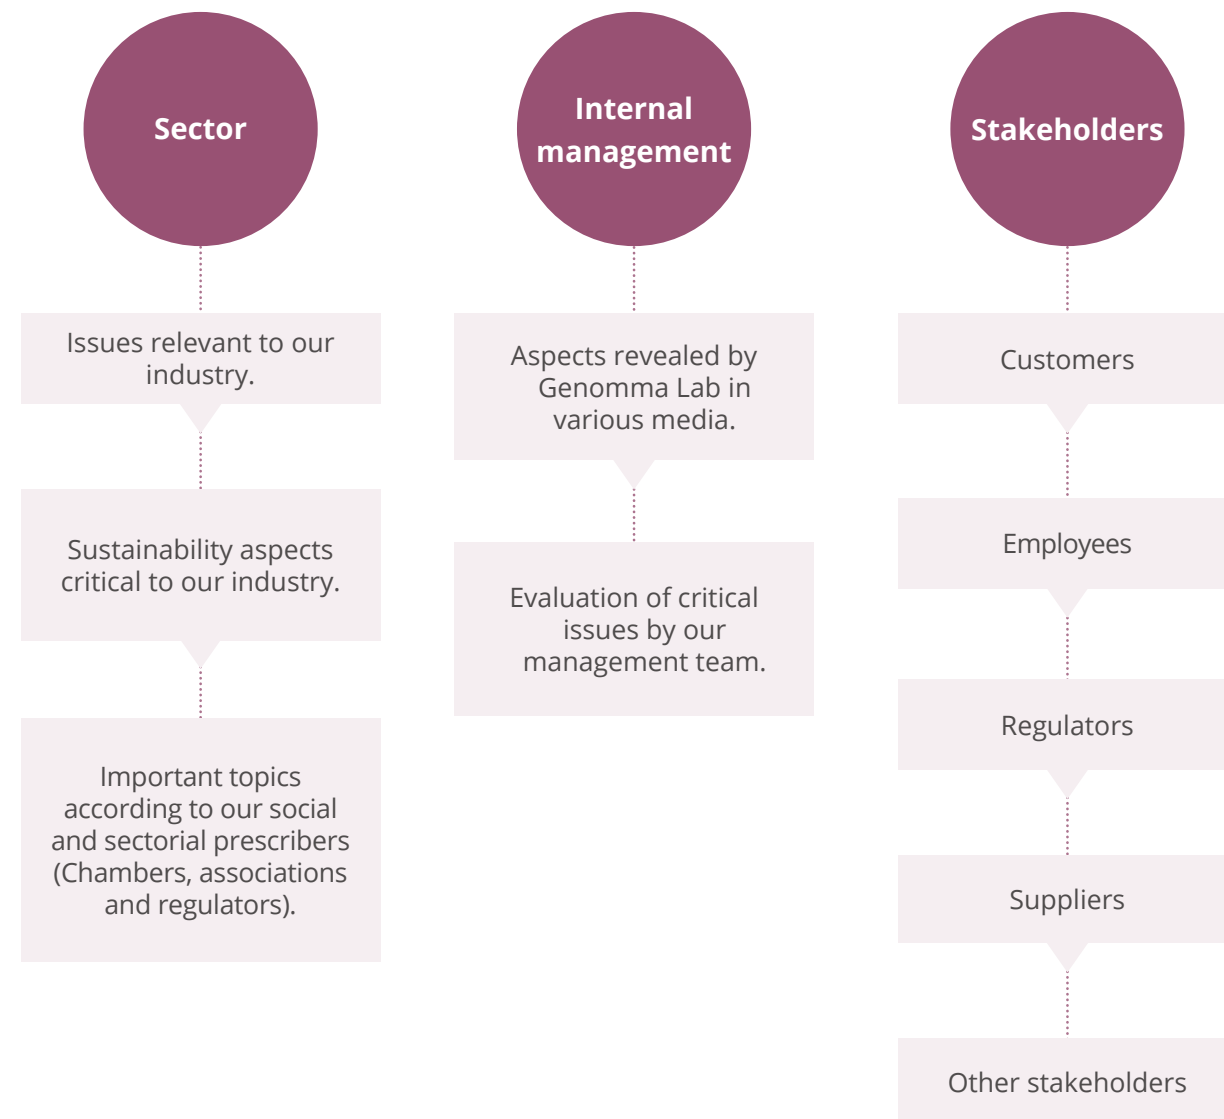 Sector
Issues relevant to our
industry.
Sustainability aspects
critical to our industry.
Important topics
according to our social
and sectorial prescribers
(Chambers, associations
and regulators).
Internal
management
Aspects revealed by
Genomma Lab in
various media.
Evaluation of critical
issues by our
management team.
Stakeholders
Customers
Employees
Regulators
Suppliers
Other stakeholders